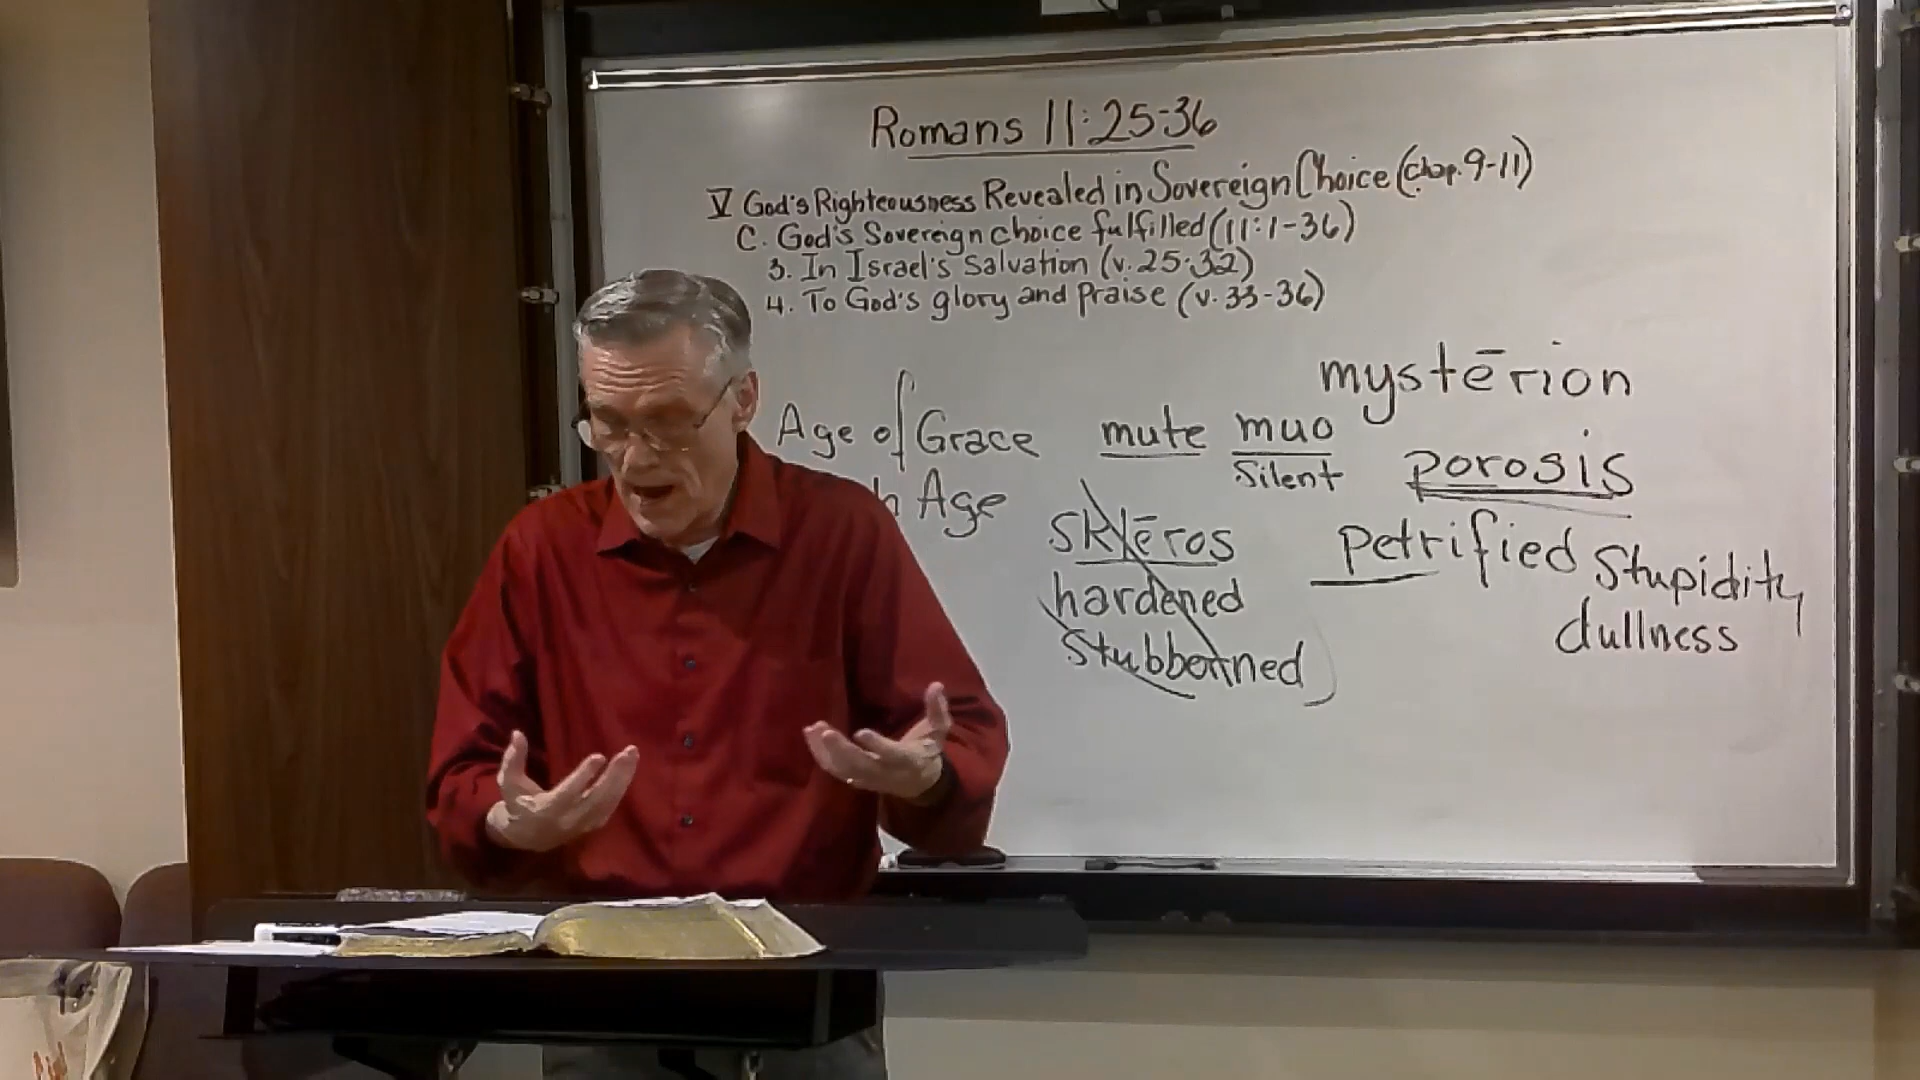 Romans 11:25-36
V God's Righteousness Revealed in Sovereign Choice (chap. 9-11)
C. God's Sovereign choice fulfilled (11:1-36)
3. In Israel's Salvation (v. 25-32)
4. To God's glory and Praise (v. 33-36)
mystērion
Age of Grace
mute muo
silent
porosis
Age
sklēros
petrified
Stupidity
dullness
hardened
Stubborned